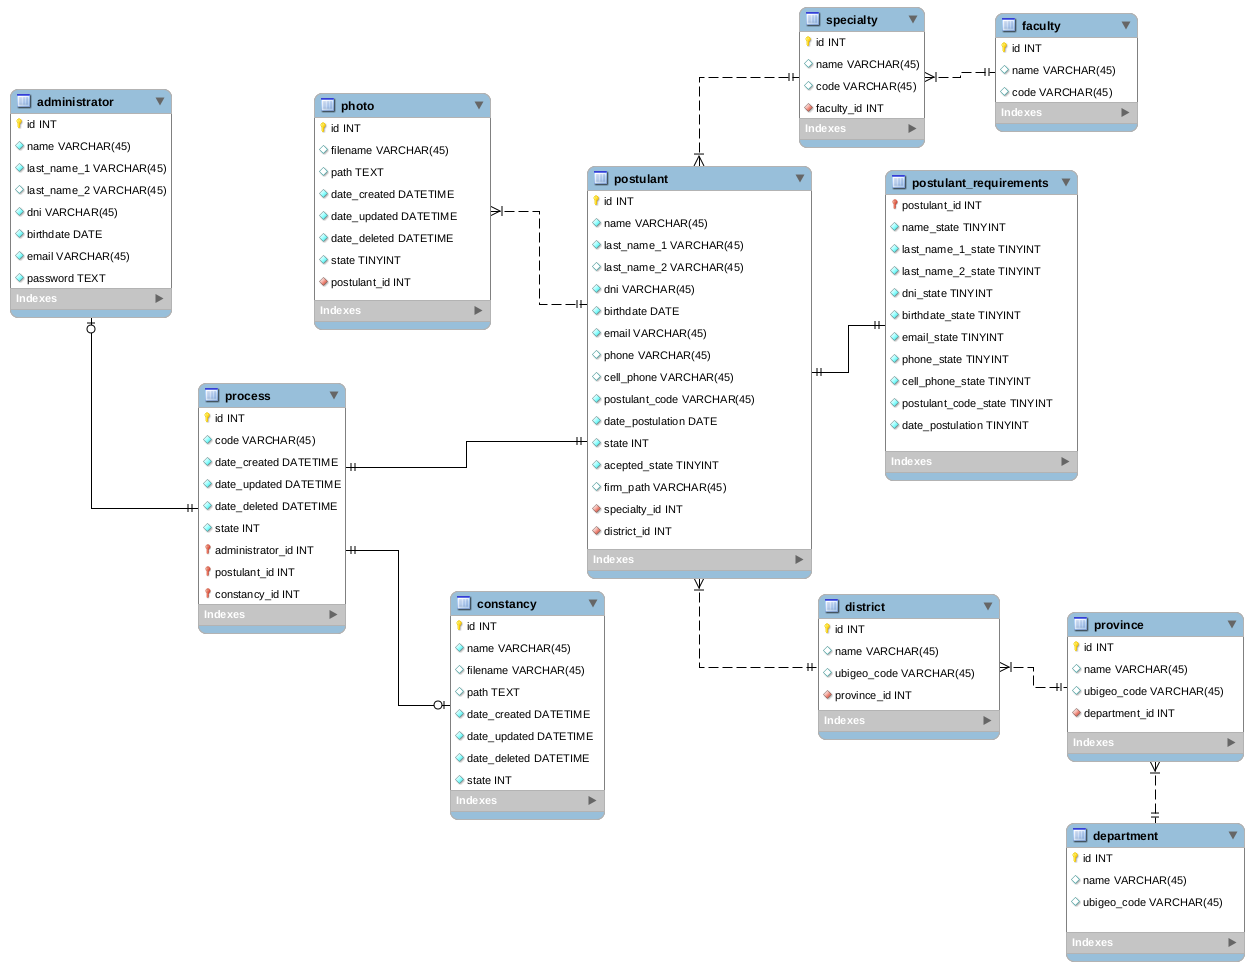 specialty
id INT
name VARCHAR(45)
code VARCHAR(45)
faculty_id INT
Indexes
faculty
id INT
name VARCHAR(45)
code VARCHAR(45)
Indexes
administrator
id INT
name VARCHAR(45)
last_name_1 VARCHAR(45)
last_name_2 VARCHAR(45)
dni VARCHAR(45)
birthdate DATE
email VARCHAR(45)
password TEXT
Indexes
photo
id INT
filename VARCHAR(45)
path TEXT
date_created DATETIME
date_updated DATETIME
date_deleted DATETIME
state TINYINT
postulant_id INT
Indexes
postulant
id INT
name VARCHAR(45)
last_name_1 VARCHAR(45)
last_name_2 VARCHAR(45)
dni VARCHAR(45)
birthdate DATE
email VARCHAR(45)
phone VARCHAR(45)
cell_phone VARCHAR(45)
postulant_code VARCHAR(45)
date_postulation DATE
state INT
acepted_state TINYINT
firm_path VARCHAR(45)
specialty_id INT
district_id INT
Indexes
postulant_requirements
postulant_id INT
name_state TINYINT
last_name_1_state TINYINT
last_name_2_state TINYINT
dni_state TINYINT
birthdate_state TINYINT
email_state TINYINT
phone_state TINYINT
cell_phone_state TINYINT
postulant_code_state TINYINT
date_postulation TINYINT
Indexes
process
id INT
code VARCHAR(45)
date_created DATETIME
date_updated DATETIME
date_deleted DATETIME
state INT
administrator_id INT
postulant_id INT
constancy_id INT
Indexes
constancy
id INT
name VARCHAR(45)
filename VARCHAR(45)
path TEXT
date_created DATETIME
date_updated DATETIME
date_deleted DATETIME
state INT
Indexes
district
id INT
name VARCHAR(45)
ubigeo_code VARCHAR(45)
province_id INT
Indexes
province
id INT
name VARCHAR(45)
ubigeo_code VARCHAR(45)
department_id INT
Indexes
department
id INT
name VARCHAR(45)
ubigeo_code VARCHAR(45)
Indexes